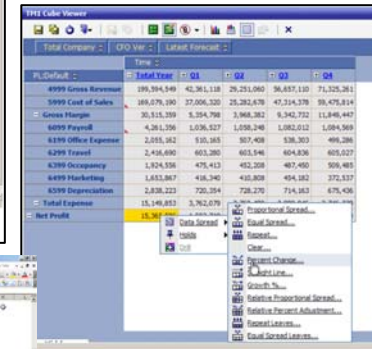 TM1 Cube Viewer
Total Company CFO Ver Latest Forecast
Time
PL:Default Total Year Q1 Q2 Q3 Q4
4999 Gross Revenue 199,594,549 42,361,118 29,251,060 56,657,110 71,325,261
5999 Cost of Sales 169,079,190 37,006,320 25,282,678 47,314,378 59,475,814
Gross Margin 30,515,359 5,354,798 3,968,382 9,342,732 11,849,447
6099 Payroll 4,261,356 1,036,527 1,058,248 1,082,012 1,084,569
6199 Office Expense 2,055,162 510,165 507,408 538,303 499,286
6299 Travel 2,416,690 603,280 603,546 604,836 605,027
6399 Occupancy 1,924,556 475,413 452,208 487,450 509,485
6499 Marketing 1,653,867 416,340 410,808 454,182 372,537
6599 Depreciation 2,838,223 720,354 728,270 714,163 675,436
Total Expense 15,149,853 3,762,079
Net Profit
Data Spread
Holds
Drill
Proportional Spread...
Equal Spread...
Repeat...
Clear...
Percent Change...
Straight Line...
Growth %...
Relative Proportional Spread...
Relative Percent Adjustment...
Repeat Leaves...
Equal Spread Leaves...